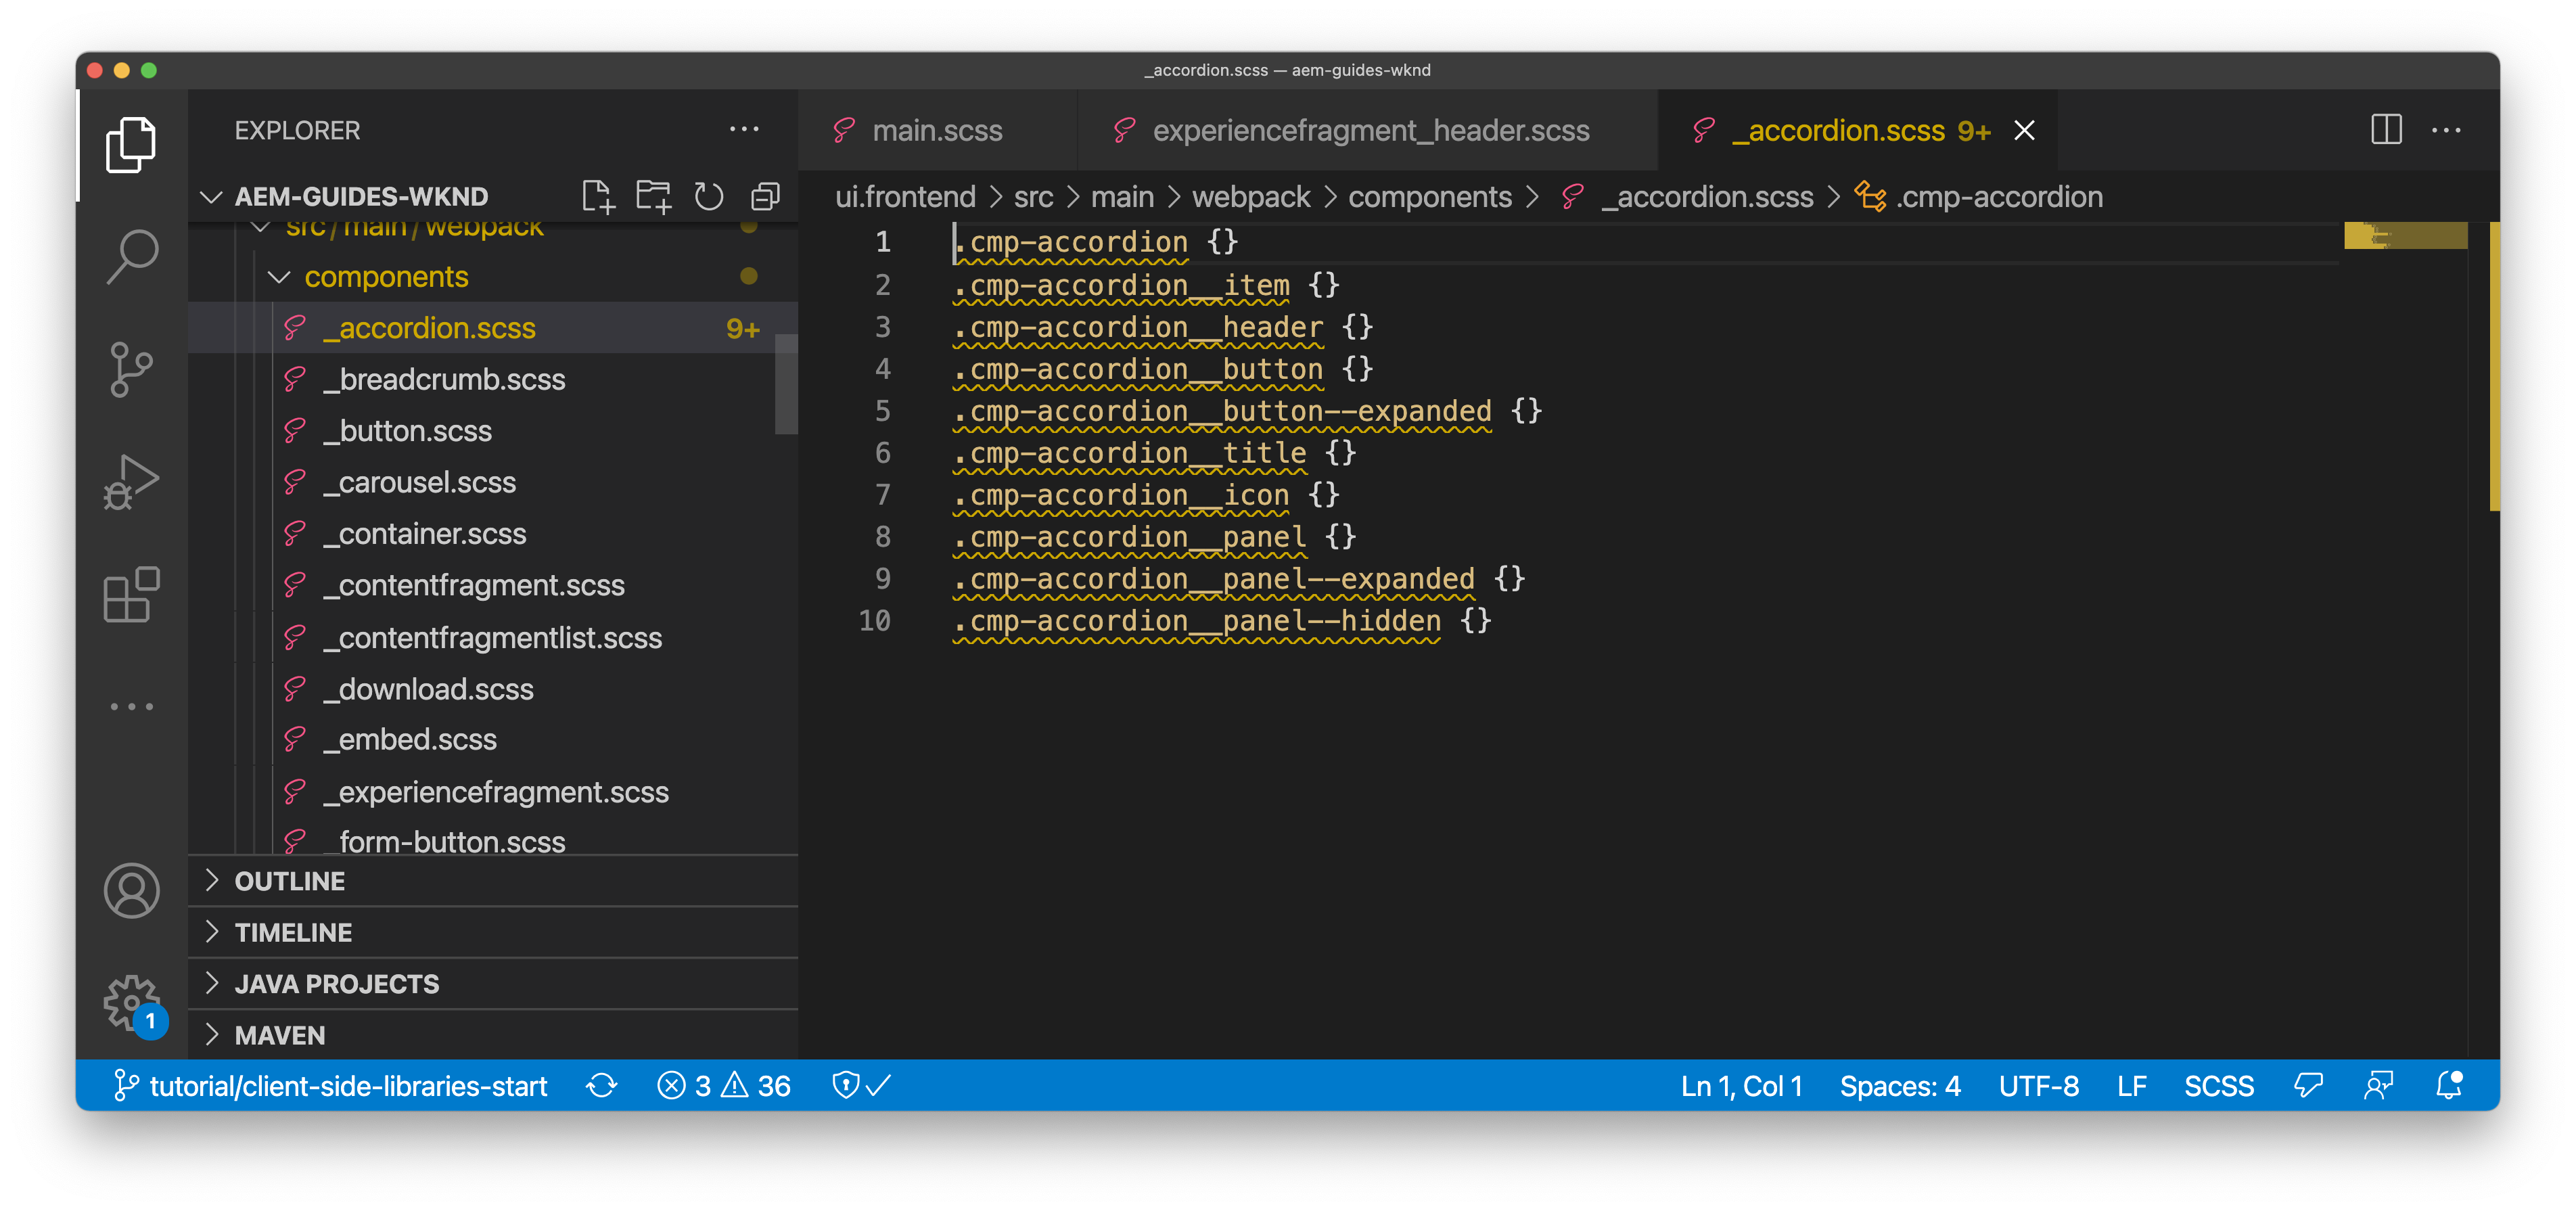 _accordion.scss — aem-guides-wknd
EXPLORER
main.scss
experiencefragment_header.scss
_accordion.scss 9+
AEM-GUIDES-WKND
ui.frontend > src > main > webpack > components > _accordion.scss > .cmp-accordion
src / main / webpack
components
_accordion.scss 9+
_breadcrumb.scss
_button.scss
_carousel.scss
_container.scss
_contentfragment.scss
_contentfragmentlist.scss
_download.scss
_embed.scss
_experiencefragment.scss
_form-button.scss
OUTLINE
TIMELINE
JAVA PROJECTS
MAVEN
1 .cmp-accordion {}
2 .cmp-accordion__item {}
3 .cmp-accordion__header {}
4 .cmp-accordion__button {}
5 .cmp-accordion__button--expanded {}
6 .cmp-accordion__title {}
7 .cmp-accordion__icon {}
8 .cmp-accordion__panel {}
9 .cmp-accordion__panel--expanded {}
10 .cmp-accordion__panel--hidden {}
1
tutorial/client-side-libraries-start 3 36 Ln 1, Col 1 Spaces: 4 UTF-8 LF SCSS